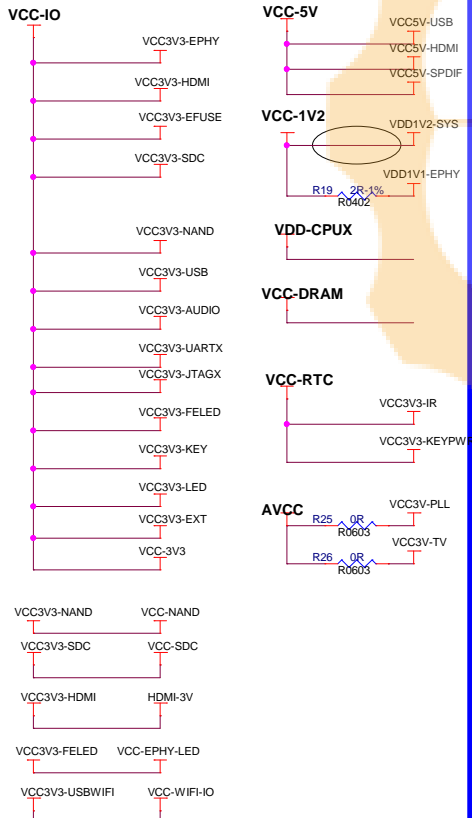 VCC-IO
VCC3V3-EPHY
VCC3V3-HDMI
VCC3V3-EFUSE
VCC3V3-SDC
VCC3V3-NAND
VCC3V3-USB
VCC3V3-AUDIO
VCC3V3-UARTX
VCC3V3-JTAGX
VCC3V3-FELED
VCC3V3-KEY
VCC3V3-LED
VCC3V3-EXT
VCC-3V3
VCC3V3-NAND VCC-NAND
VCC3V3-SDC VCC-SDC
VCC3V3-HDMI HDMI-3V
VCC3V3-FELED VCC-EPHY-LED
VCC3V3-USBWIFI VCC-WIFI-IO
VCC-5V
VCC5V-USB
VCC5V-HDMI
VCC5V-SPDIF
VCC-1V2
VDD1V2-SYS
VDD1V1-EPHY
R19 2R-1%
R0402
VDD-CPUX
VCC-DRAM
VCC-RTC
VCC3V3-IR
VCC3V3-KEYPW
AVCC
VCC3V-PLL
R25 0R
R0603
VCC3V-TV
R26 0R
R0603